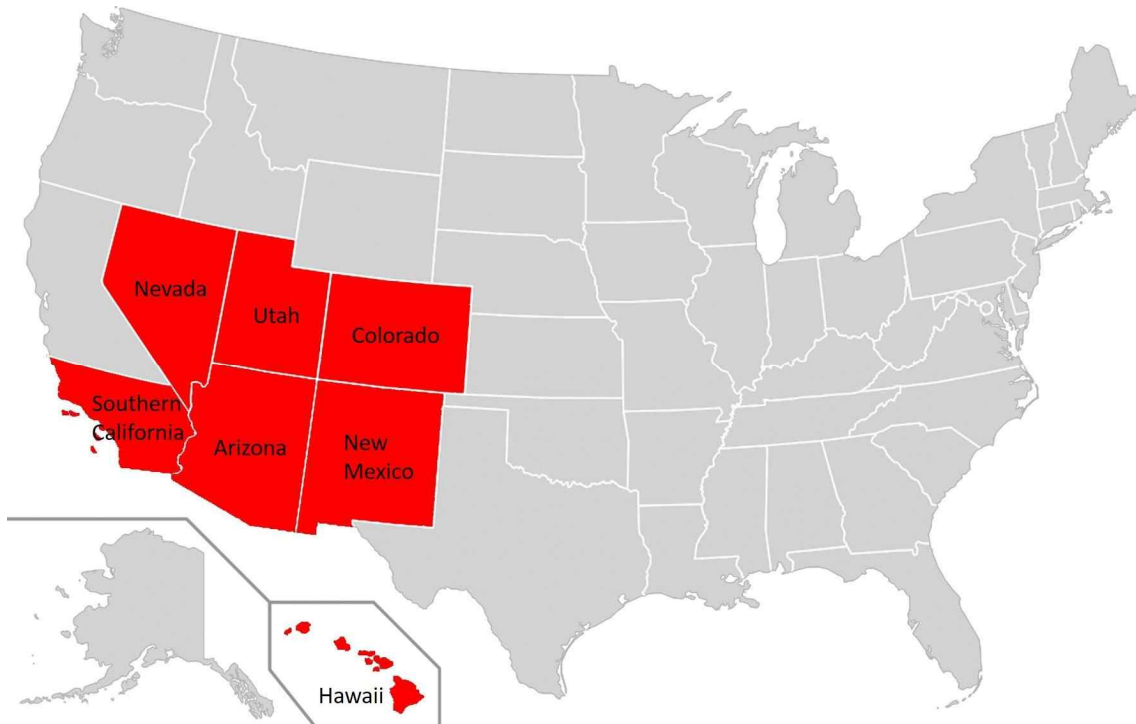 Nevada
Utah
Colorado
Southern
California
Arizona
New
Mexico
Hawaii